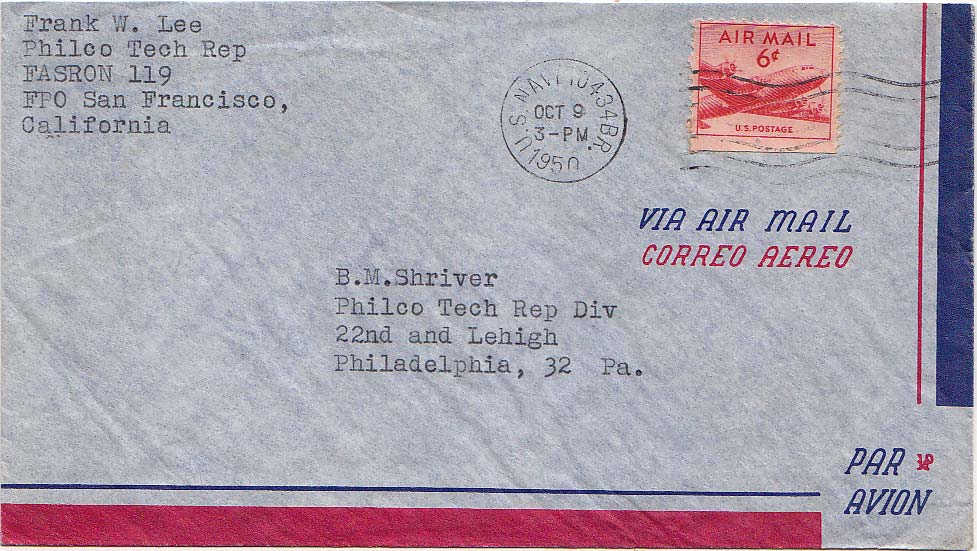 Frank W. Lee
Philco Tech Rep
FASRON 119
FPO San Francisco,
California
U.S. NAVY 10434 BR.
OCT 9
3-PM
1950
AIR MAIL
6¢
U.S. POSTAGE
VIA AIR MAIL
CORREO AEREO
B.M.Shriver
Philco Tech Rep Div
22nd and Lehigh
Philadelphia, 32 Pa.
PAR
AVION